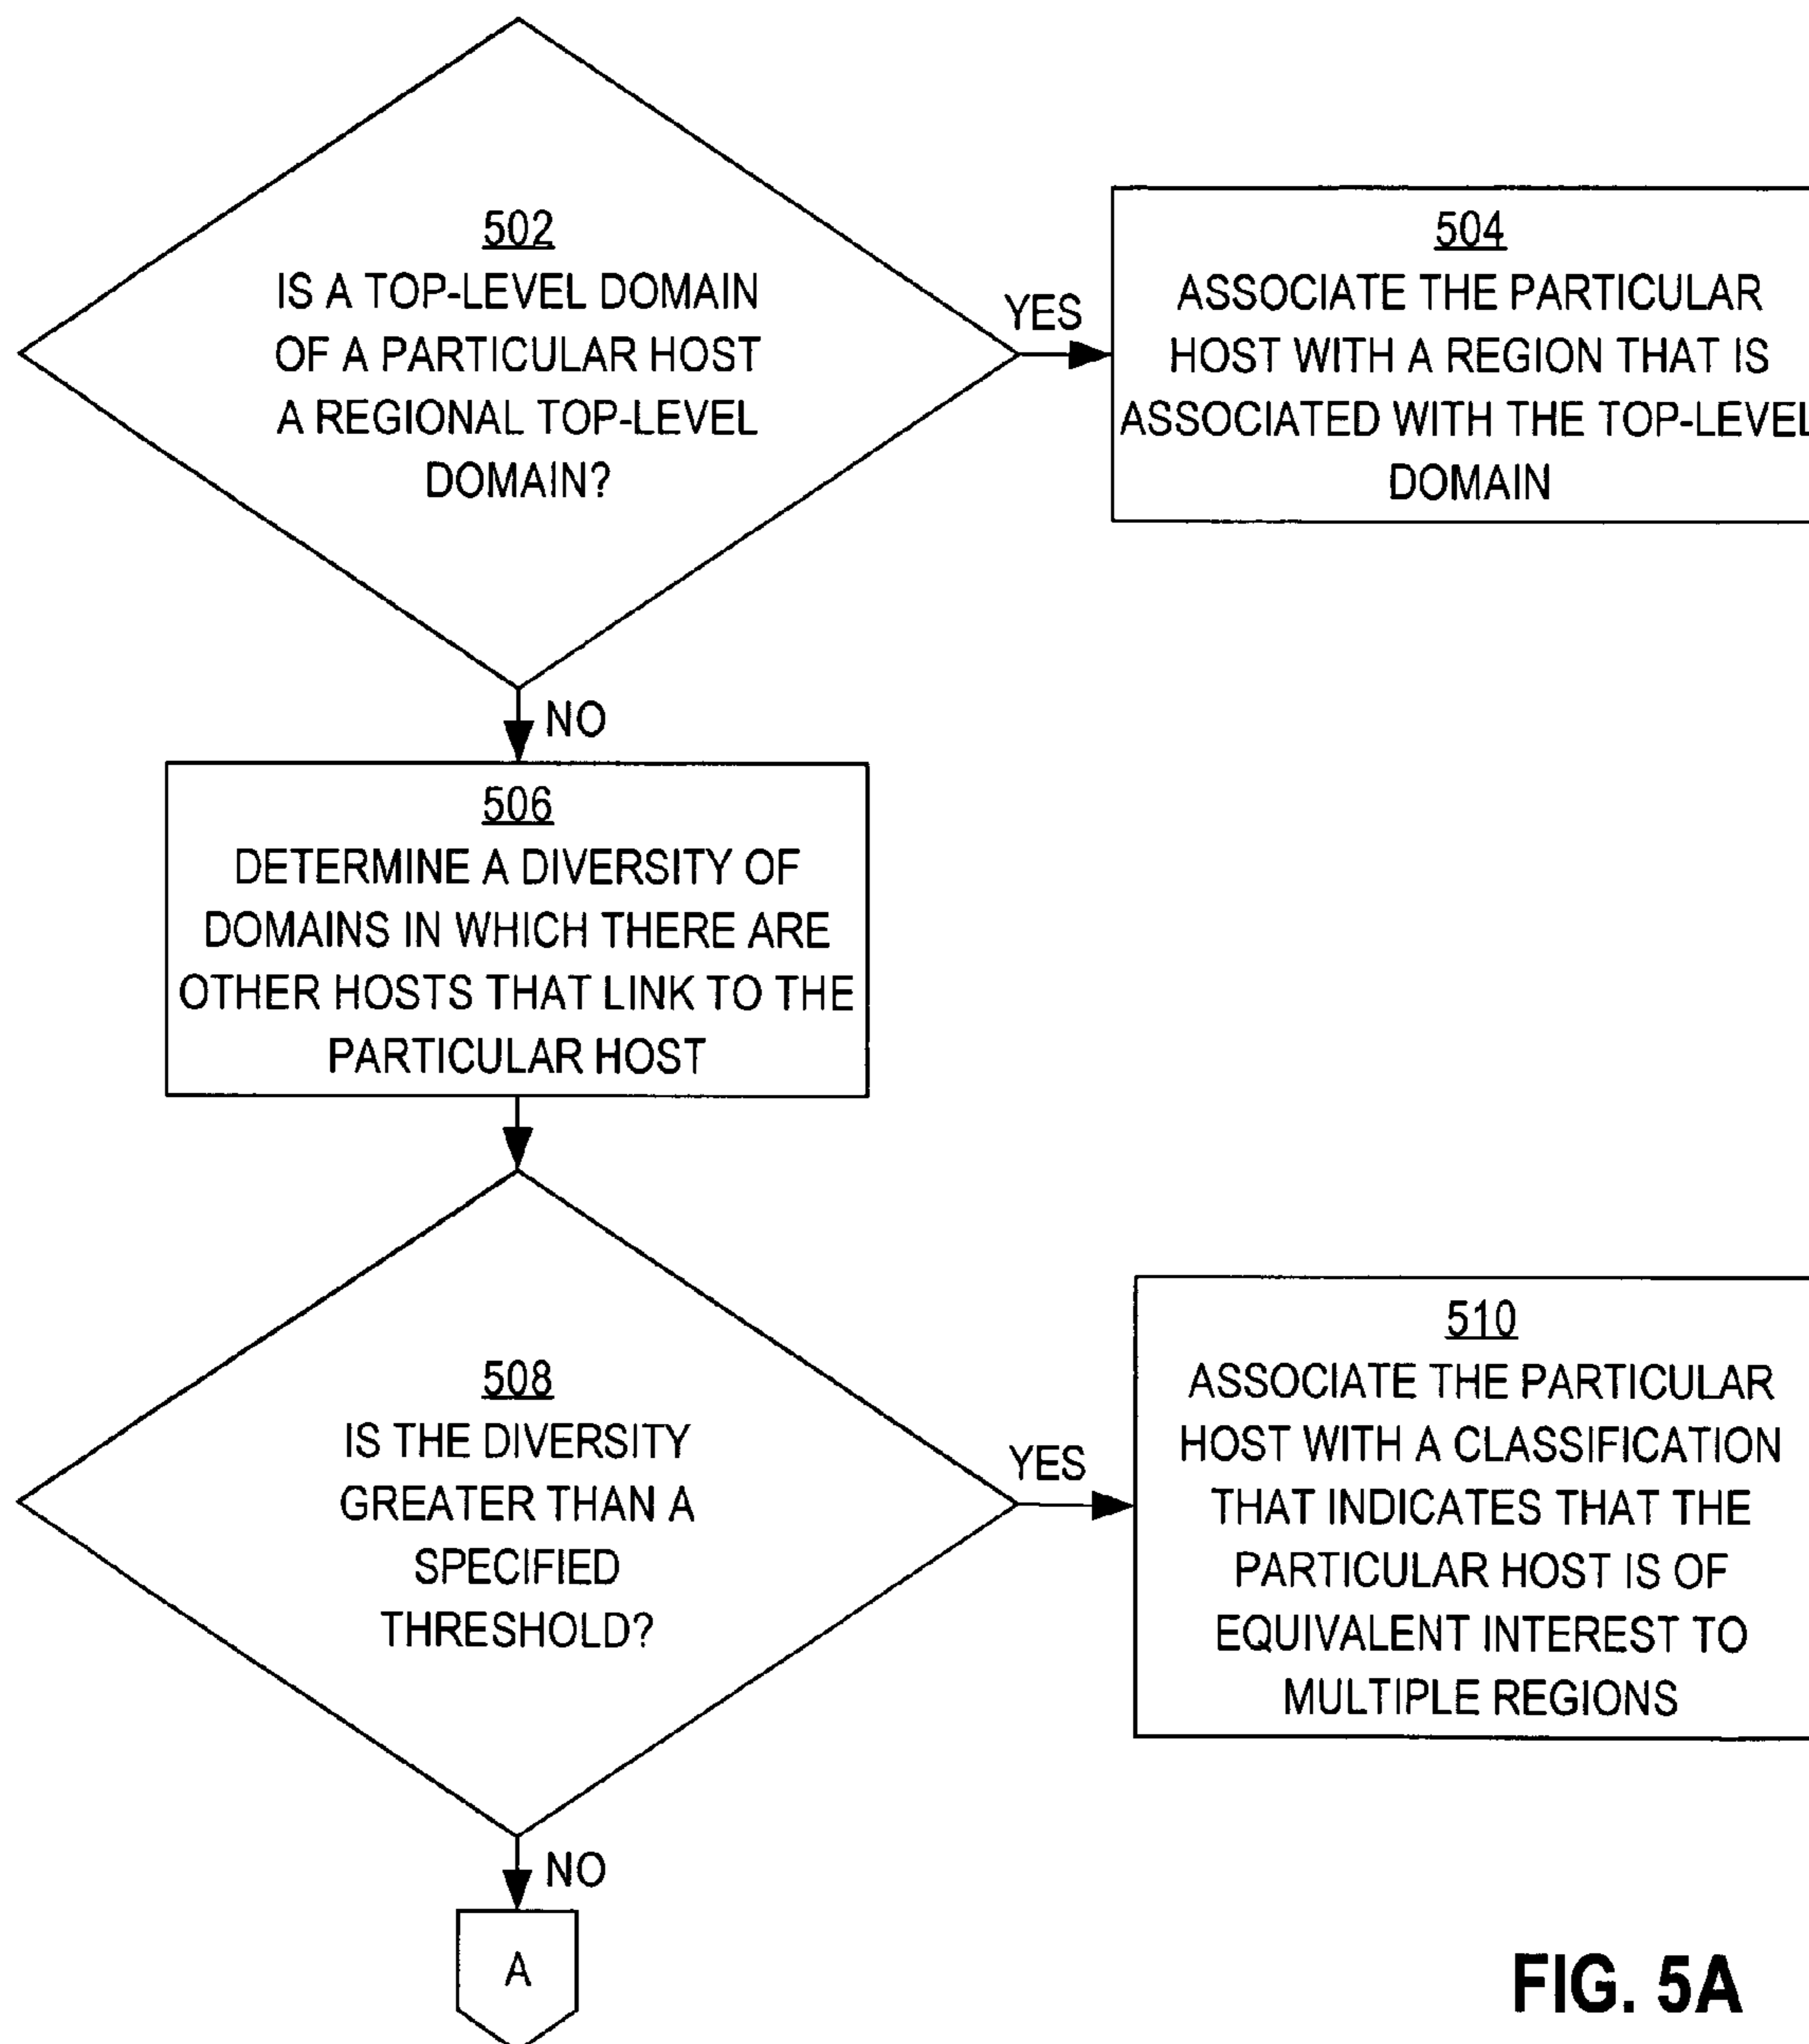 502
IS A TOP-LEVEL DOMAIN
OF A PARTICULAR HOST
A REGIONAL TOP-LEVEL
DOMAIN?
YES
504
ASSOCIATE THE PARTICULAR
HOST WITH A REGION THAT IS
ASSOCIATED WITH THE TOP-LEVEL
DOMAIN
NO
506
DETERMINE A DIVERSITY OF
DOMAINS IN WHICH THERE ARE
OTHER HOSTS THAT LINK TO THE
PARTICULAR HOST
508
IS THE DIVERSITY
GREATER THAN A
SPECIFIED
THRESHOLD?
YES
510
ASSOCIATE THE PARTICULAR
HOST WITH A CLASSIFICATION
THAT INDICATES THAT THE
PARTICULAR HOST IS OF
EQUIVALENT INTEREST TO
MULTIPLE REGIONS
NO
A
FIG. 5A